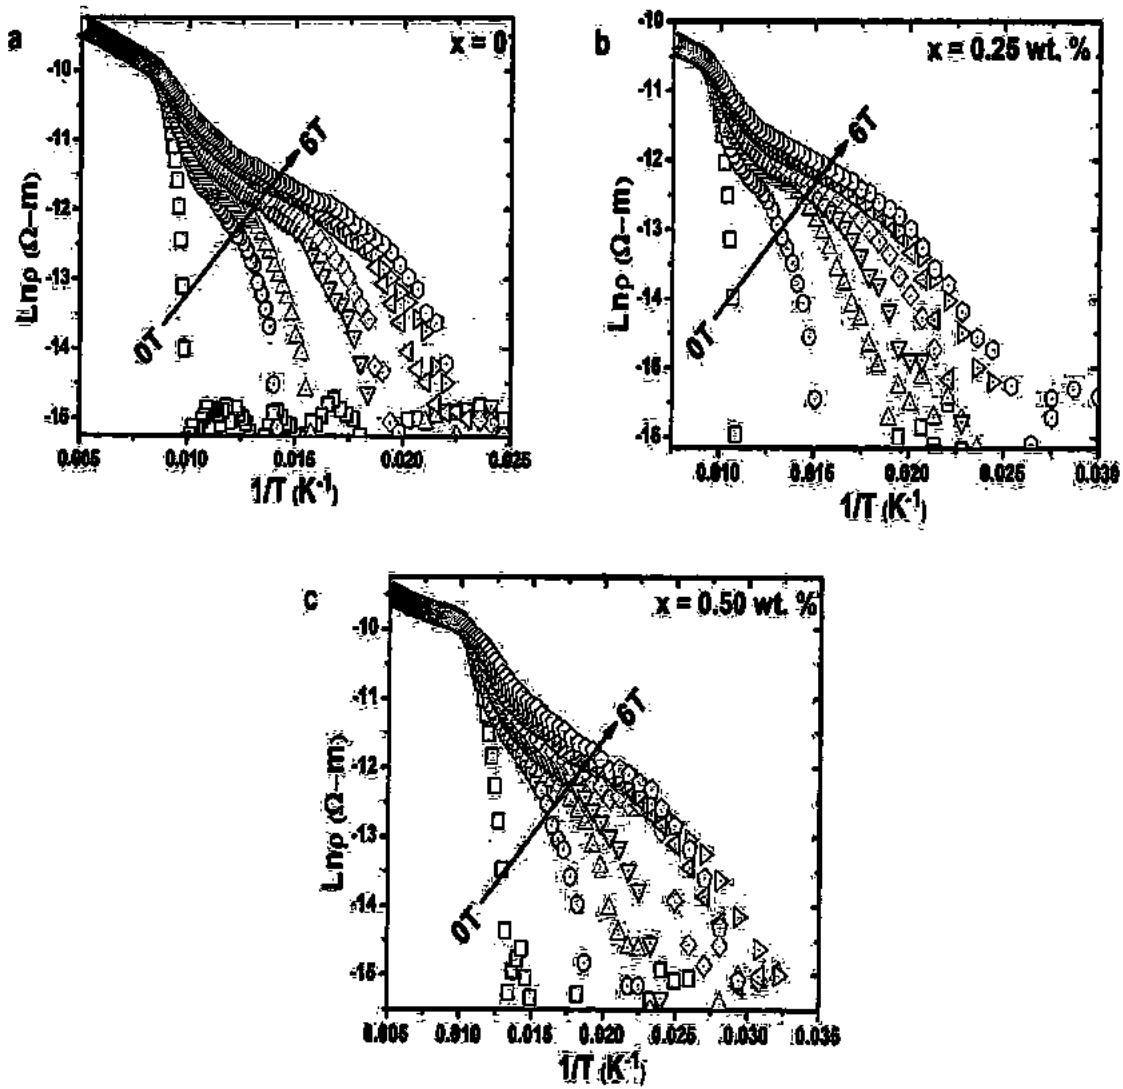 a
x = 0
-10
-11
-12
-13
-14
-15
Lnρ (Ω–m)
6T
0T
0.005 0.010 0.015 0.020 0.025
1/T (K-1)
b
x = 0.25 wt. %
-10
-11
-12
-13
-14
-15
-16
Lnρ (Ω–m)
6T
0T
0.010 0.015 0.020 0.025 0.030
1/T (K-1)
c
x = 0.50 wt. %
-10
-11
-12
-13
-14
-15
Lnρ (Ω–m)
6T
0T
0.005 0.010 0.015 0.020 0.025 0.030 0.035
1/T (K-1)